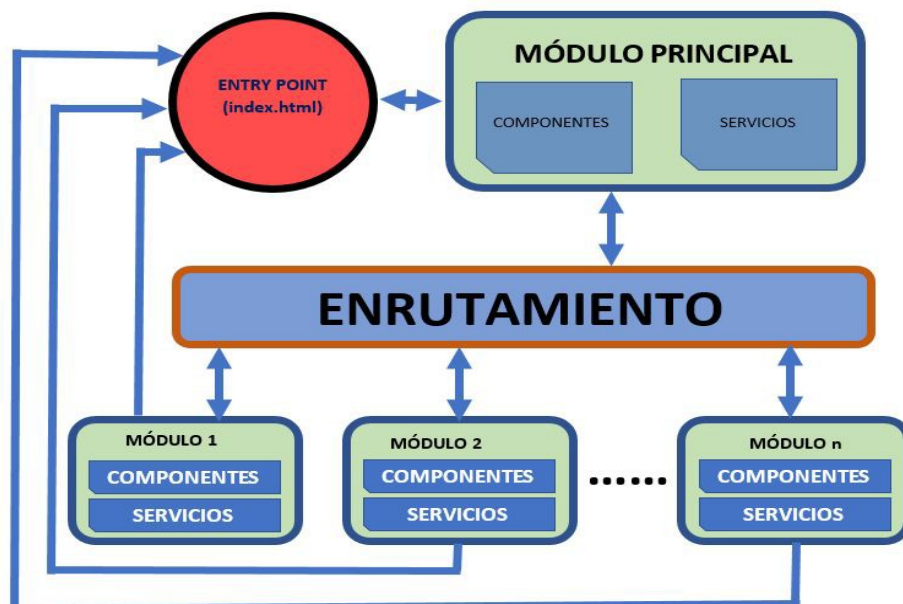 ENTRY POINT
(index.html)
MÓDULO PRINCIPAL
COMPONENTES
SERVICIOS
ENRUTAMIENTO
MÓDULO 1
COMPONENTES
SERVICIOS
MÓDULO 2
COMPONENTES
SERVICIOS
MÓDULO n
COMPONENTES
SERVICIOS